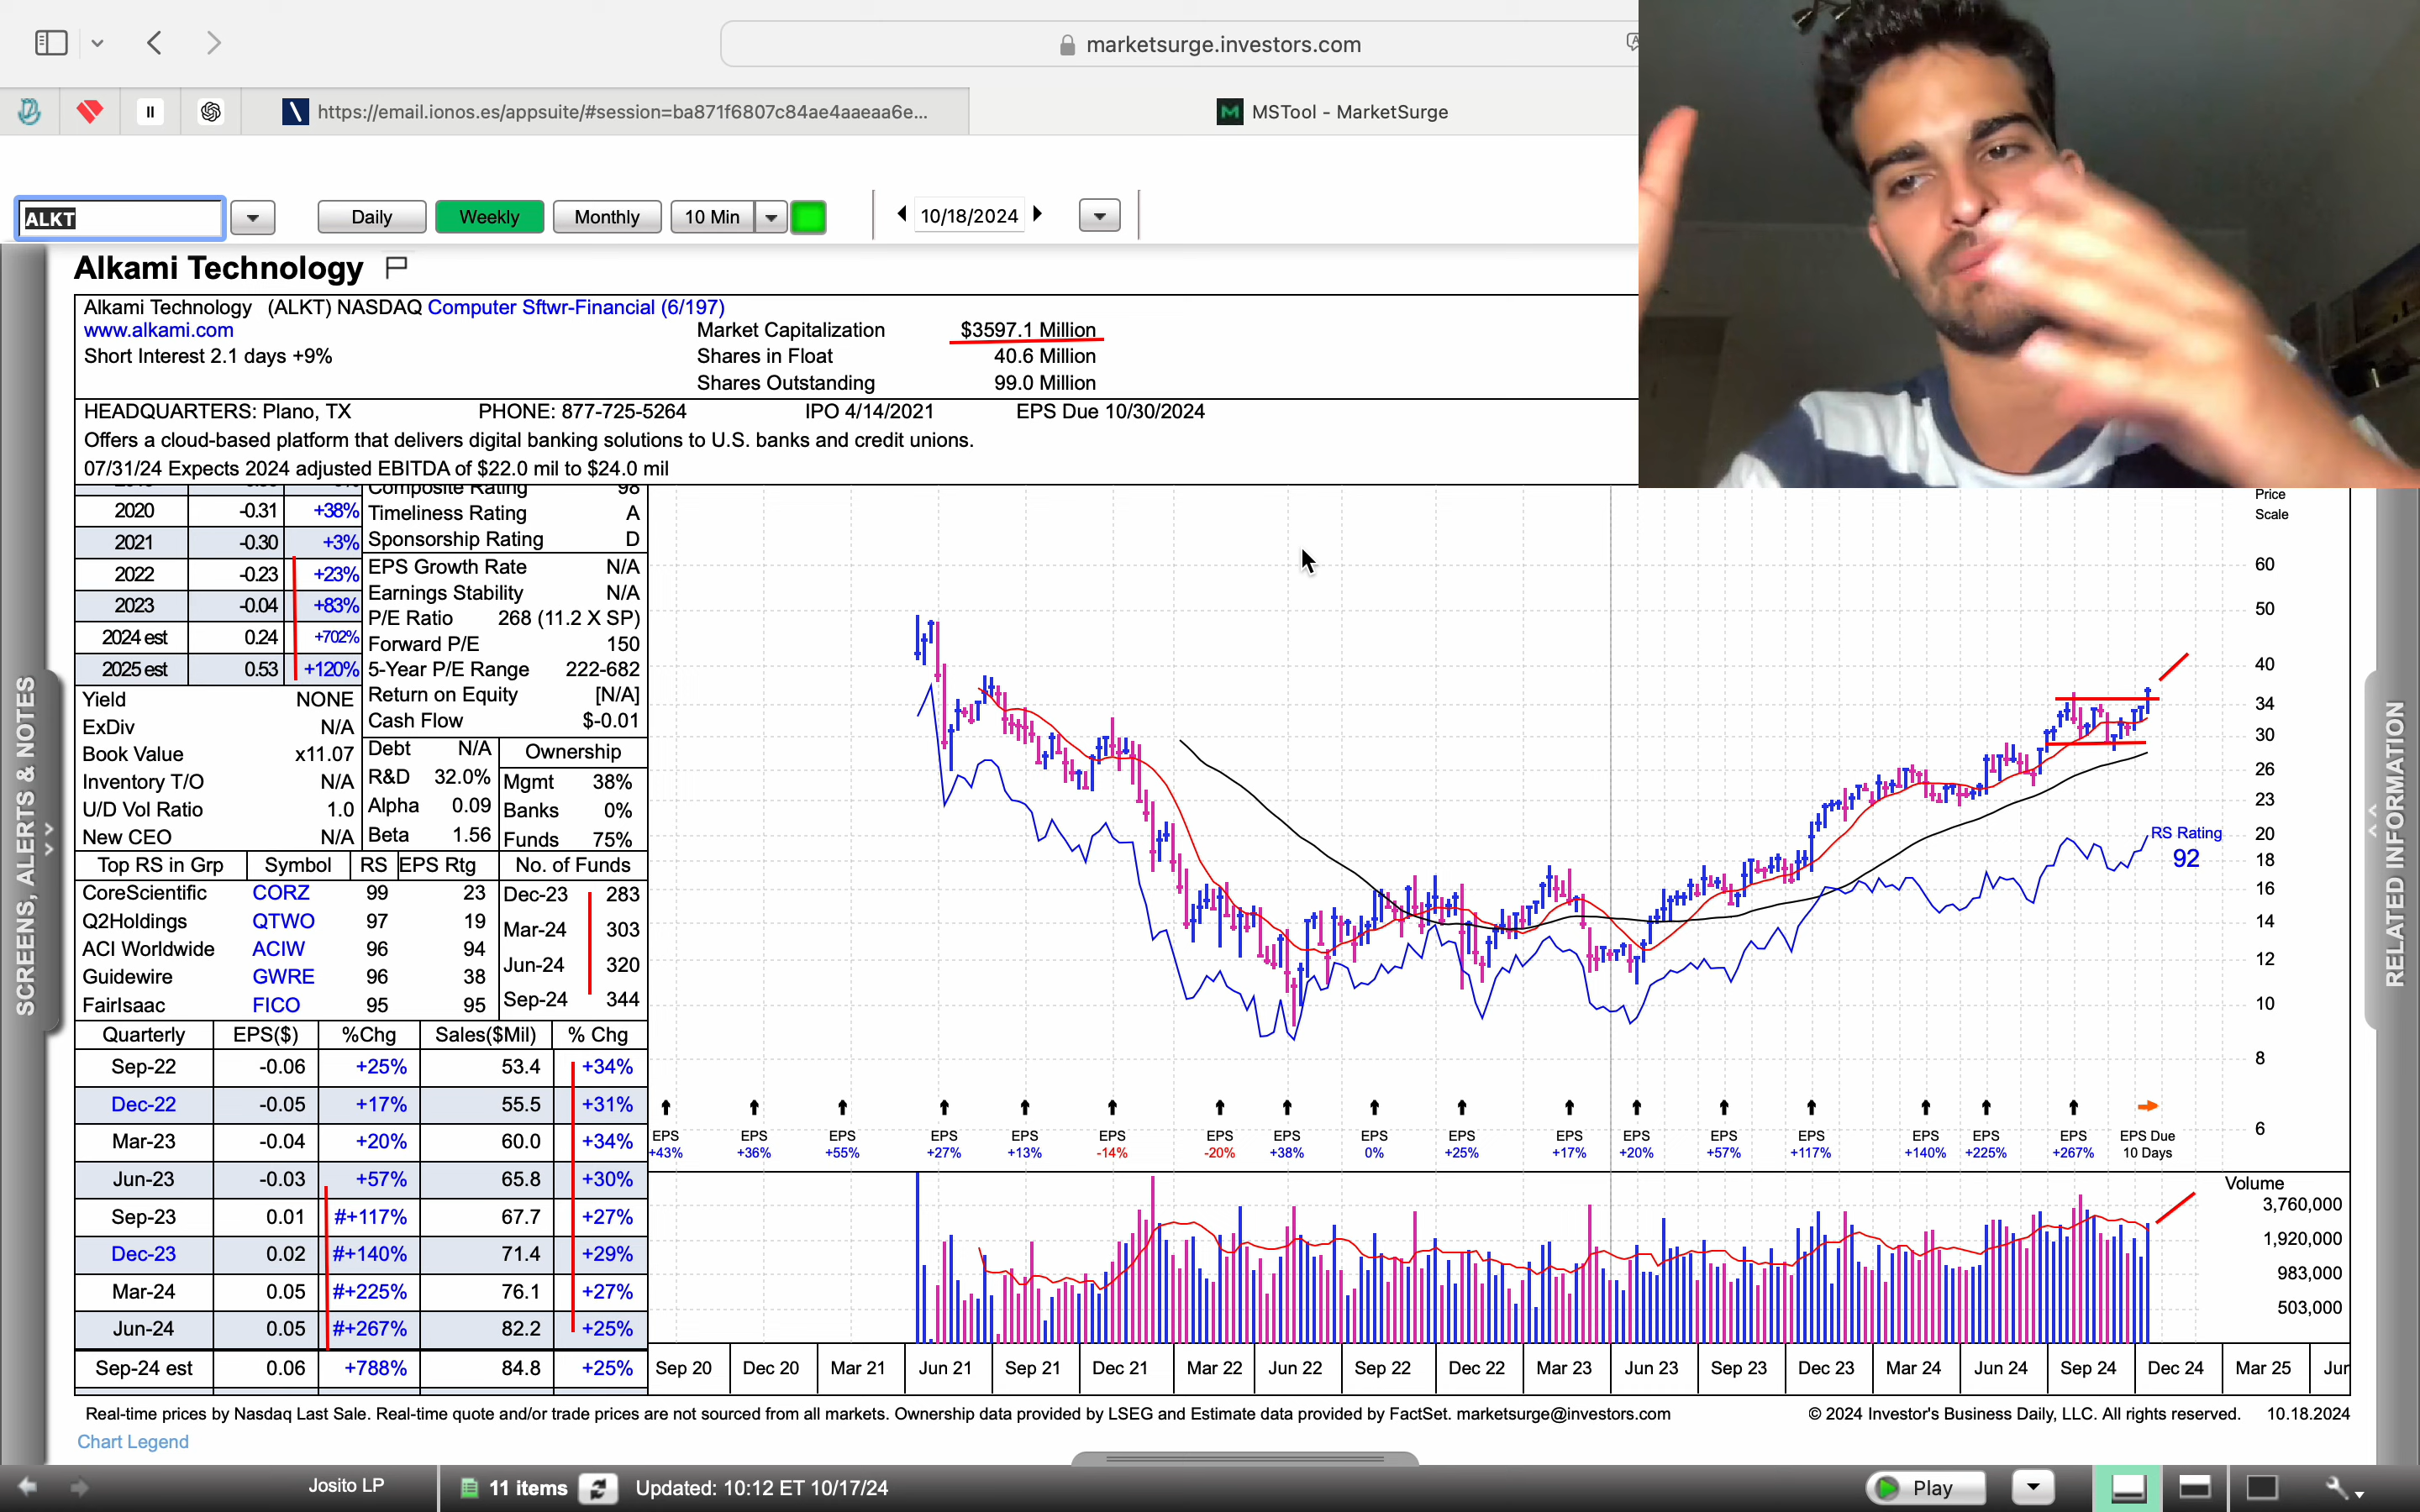 marketsurge.investors.com
https://email.ionos.es/appsuite/#session=ba871f6807c84ae4aaeaa6e...
MSTool - MarketSurge
ALKT
Daily Weekly Monthly 10 Min 10/18/2024
Alkami Technology
Alkami Technology (ALKT) NASDAQ Computer Sftwr-Financial (6/197)
www.alkami.com Market Capitalization $3597.1 Million
Short Interest 2.1 days +9% Shares in Float 40.6 Million
Shares Outstanding 99.0 Million
HEADQUARTERS: Plano, TX PHONE: 877-725-5264 IPO 4/14/2021 EPS Due 10/30/2024
Offers a cloud-based platform that delivers digital banking solutions to U.S. banks and credit unions.
07/31/24 Expects 2024 adjusted EBITDA of $22.0 mil to $24.0 mil
2020 -0.31 +38%
2021 -0.30 +3%
2022 -0.23 +23%
2023 -0.04 +83%
2024 est 0.24 +702%
2025 est 0.53 +120%
Yield NONE
ExDiv N/A
Book Value x11.07
Inventory T/O N/A
U/D Vol Ratio 1.0
New CEO N/A
Composite Rating 98
Timeliness Rating A
Sponsorship Rating D
EPS Growth Rate N/A
Earnings Stability N/A
P/E Ratio 268 (11.2 X SP)
Forward P/E 150
5-Year P/E Range 222-682
Return on Equity [N/A]
Cash Flow $-0.01
Debt N/A
R&D 32.0%
Alpha 0.09
Beta 1.56
Ownership
Mgmt 38%
Banks 0%
Funds 75%
Top RS in Grp Symbol RS EPS Rtg
CoreScientific CORZ 99 23
Q2Holdings QTWO 97 19
ACI Worldwide ACIW 96 94
Guidewire GWRE 96 38
FairIsaac FICO 95 95
No. of Funds
Dec-23 283
Mar-24 303
Jun-24 320
Sep-24 344
Quarterly EPS($) %Chg Sales($Mil) % Chg
Sep-22 -0.06 +25% 53.4 +34%
Dec-22 -0.05 +17% 55.5 +31%
Mar-23 -0.04 +20% 60.0 +34%
Jun-23 -0.03 +57% 65.8 +30%
Sep-23 0.01 #+117% 67.7 +27%
Dec-23 0.02 #+140% 71.4 +29%
Mar-24 0.05 #+225% 76.1 +27%
Jun-24 0.05 #+267% 82.2 +25%
Sep-24 est 0.06 +788% 84.8 +25%
Price
Scale
60
50
40
34
30
26
23
20
18
16
14
12
10
8
6
RS Rating
92
EPS EPS EPS EPS EPS EPS EPS EPS EPS EPS EPS EPS EPS EPS EPS EPS EPS EPS Due
+43% +36% +55% +27% +13% -14% -20% +38% 0% +25% +17% +20% +57% +117% +140% +225% +267% 10 Days
Volume
3,760,000
1,920,000
983,000
503,000
Sep 20 Dec 20 Mar 21 Jun 21 Sep 21 Dec 21 Mar 22 Jun 22 Sep 22 Dec 22 Mar 23 Jun 23 Sep 23 Dec 23 Mar 24 Jun 24 Sep 24 Dec 24 Mar 25
SCREENS, ALERTS & NOTES
RELATED INFORMATION
Real-time prices by Nasdaq Last Sale. Real-time quote and/or trade prices are not sourced from all markets. Ownership data provided by LSEG and Estimate data provided by FactSet. marketsurge@investors.com © 2024 Investor's Business Daily, LLC. All rights reserved. 10.18.2024
Chart Legend
Josito LP 11 items Updated: 10:12 ET 10/17/24 Play